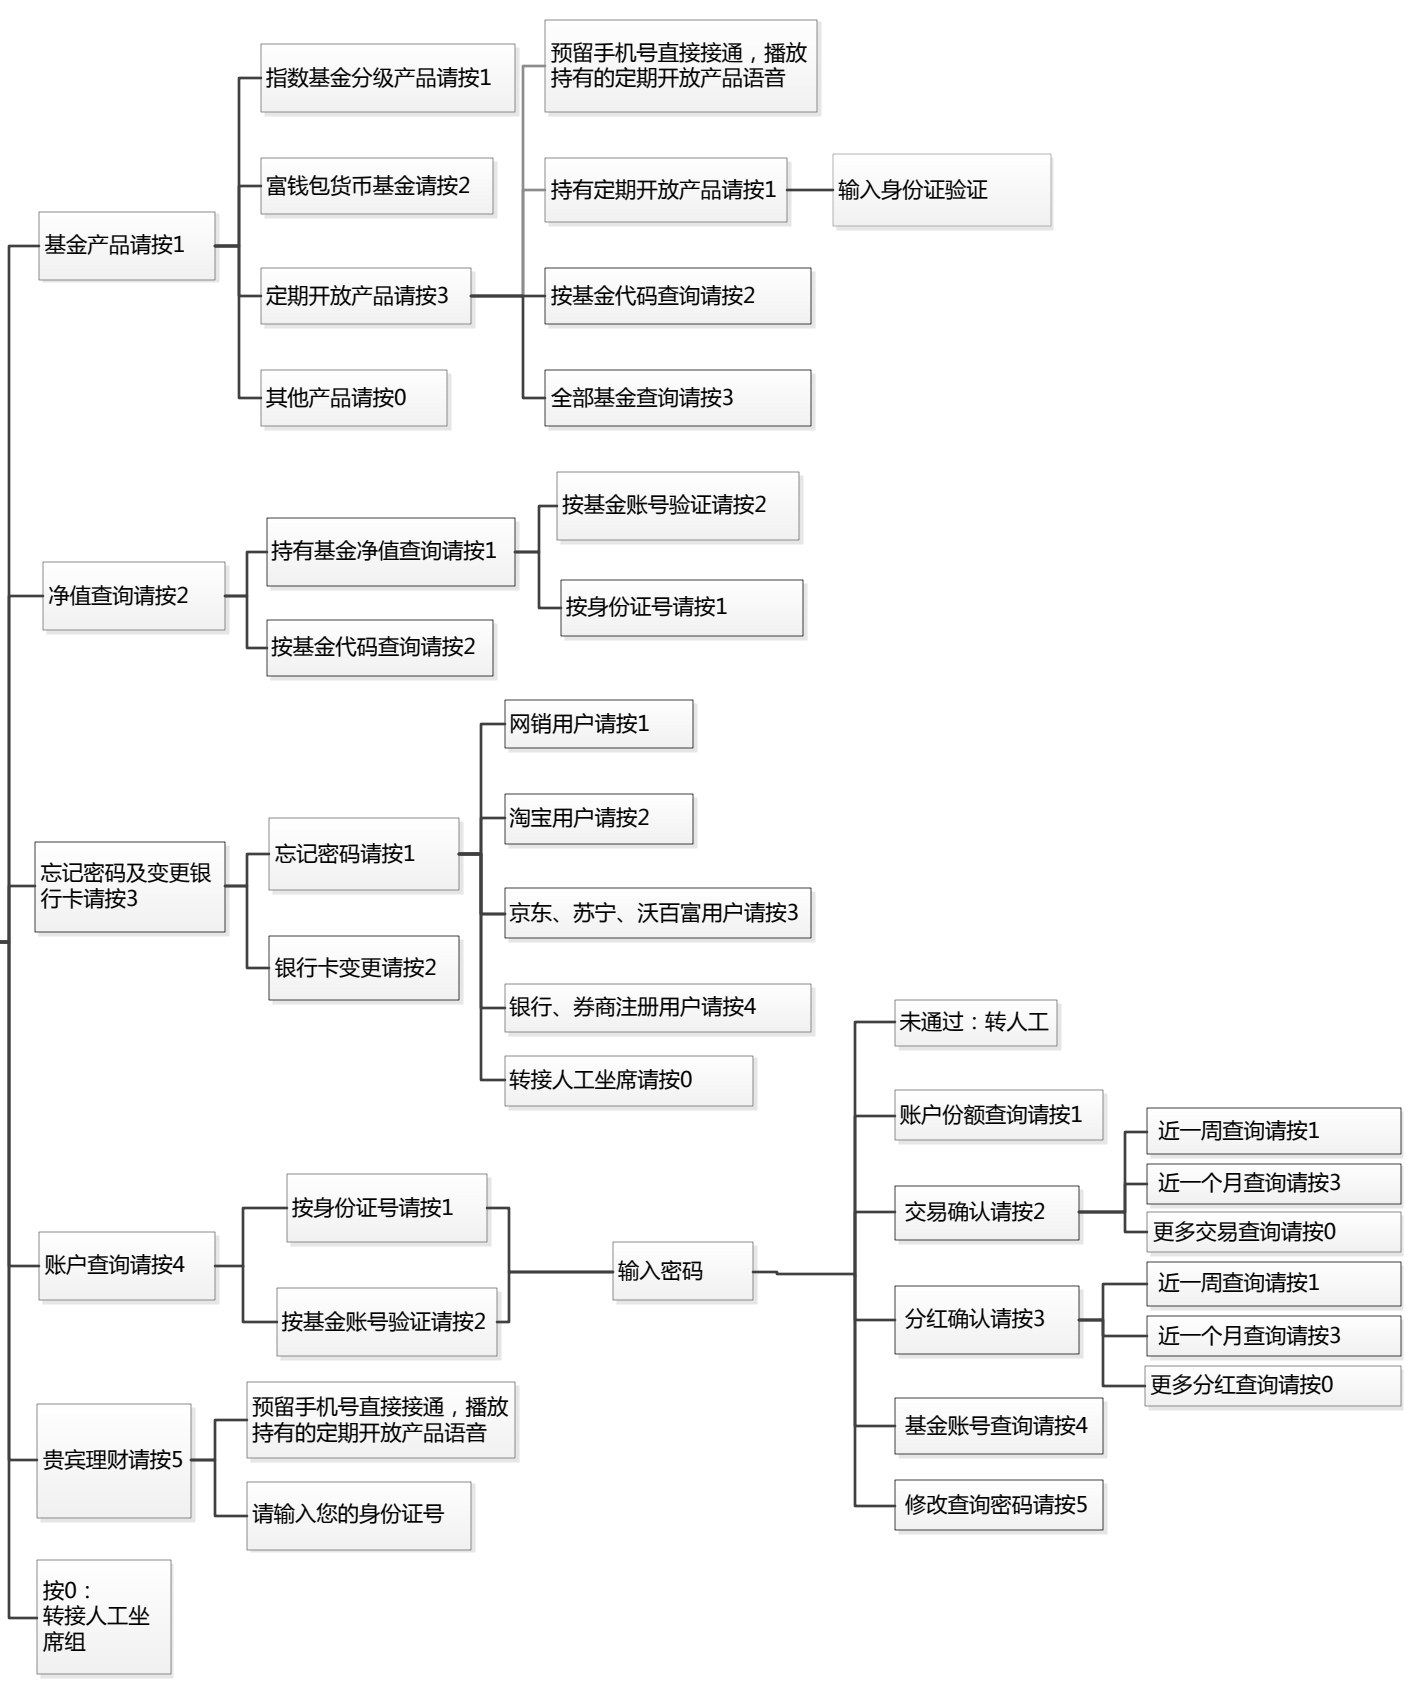 基金产品请按1
指数基金分级产品请按1
富钱包货币基金请按2
定期开放产品请按3
预留手机号直接接通，播放
持有的定期开放产品语音
持有定期开放产品请按1
输入身份证验证
按基金代码查询请按2
全部基金查询请按3
其他产品请按0
净值查询请按2
持有基金净值查询请按1
按基金账号验证请按2
按身份证号请按1
按基金代码查询请按2
忘记密码及变更银
行卡请按3
忘记密码请按1
网销用户请按1
淘宝用户请按2
京东、苏宁、沃百富用户请按3
银行、券商注册用户请按4
转接人工坐席请按0
银行卡变更请按2
账户查询请按4
按身份证号请按1
按基金账号验证请按2
输入密码
未通过：转人工
账户份额查询请按1
交易确认请按2
近一周查询请按1
近一个月查询请按3
更多交易查询请按0
分红确认请按3
近一周查询请按1
近一个月查询请按3
更多分红查询请按0
基金账号查询请按4
修改查询密码请按5
贵宾理财请按5
预留手机号直接接通，播放
持有的定期开放产品语音
请输入您的身份证号
按0：
转接人工坐
席组